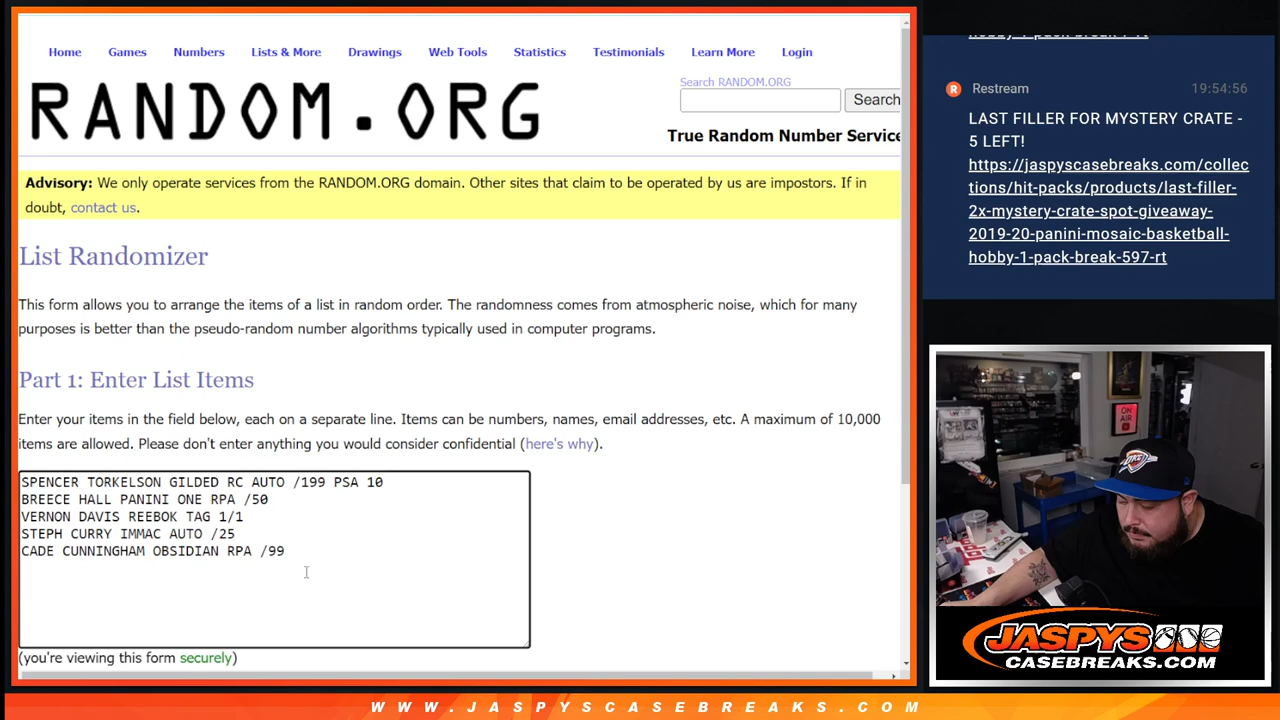 Home Games Numbers Lists & More Drawings Web Tools Statistics Testimonials Learn More Login
RANDOM.ORG
Search RANDOM.ORG
Search
True Random Number Service
Advisory: We only operate services from the RANDOM.ORG domain. Other sites that claim to be operated by us are impostors. If in
doubt, contact us.
List Randomizer
This form allows you to arrange the items of a list in random order. The randomness comes from atmospheric noise, which for many
purposes is better than the pseudo-random number algorithms typically used in computer programs.
Part 1: Enter List Items
Enter your items in the field below, each on a separate line. Items can be numbers, names, email addresses, etc. A maximum of 10,000
items are allowed. Please don't enter anything you would consider confidential (here's why).
SPENCER TORKELSON GILDED RC AUTO /199 PSA 10
BREECE HALL PANINI ONE RPA /50
VERNON DAVIS REEBOK TAG 1/1
STEPH CURRY IMMAC AUTO /25
CADE CUNNINGHAM OBSIDIAN RPA /99
(you're viewing this form securely)
hobby-1-pack-break-
R Restream 19:54:56
LAST FILLER FOR MYSTERY CRATE -
5 LEFT!
https://jaspyscasebreaks.com/collec
tions/hit-packs/products/last-filler-
2x-mystery-crate-spot-giveaway-
2019-20-panini-mosaic-basketball-
hobby-1-pack-break-597-rt
ON
AIR
OKC
JASPYS
CASEBREAKS.COM
WWW.JASPYSCASEBREAKS.COM